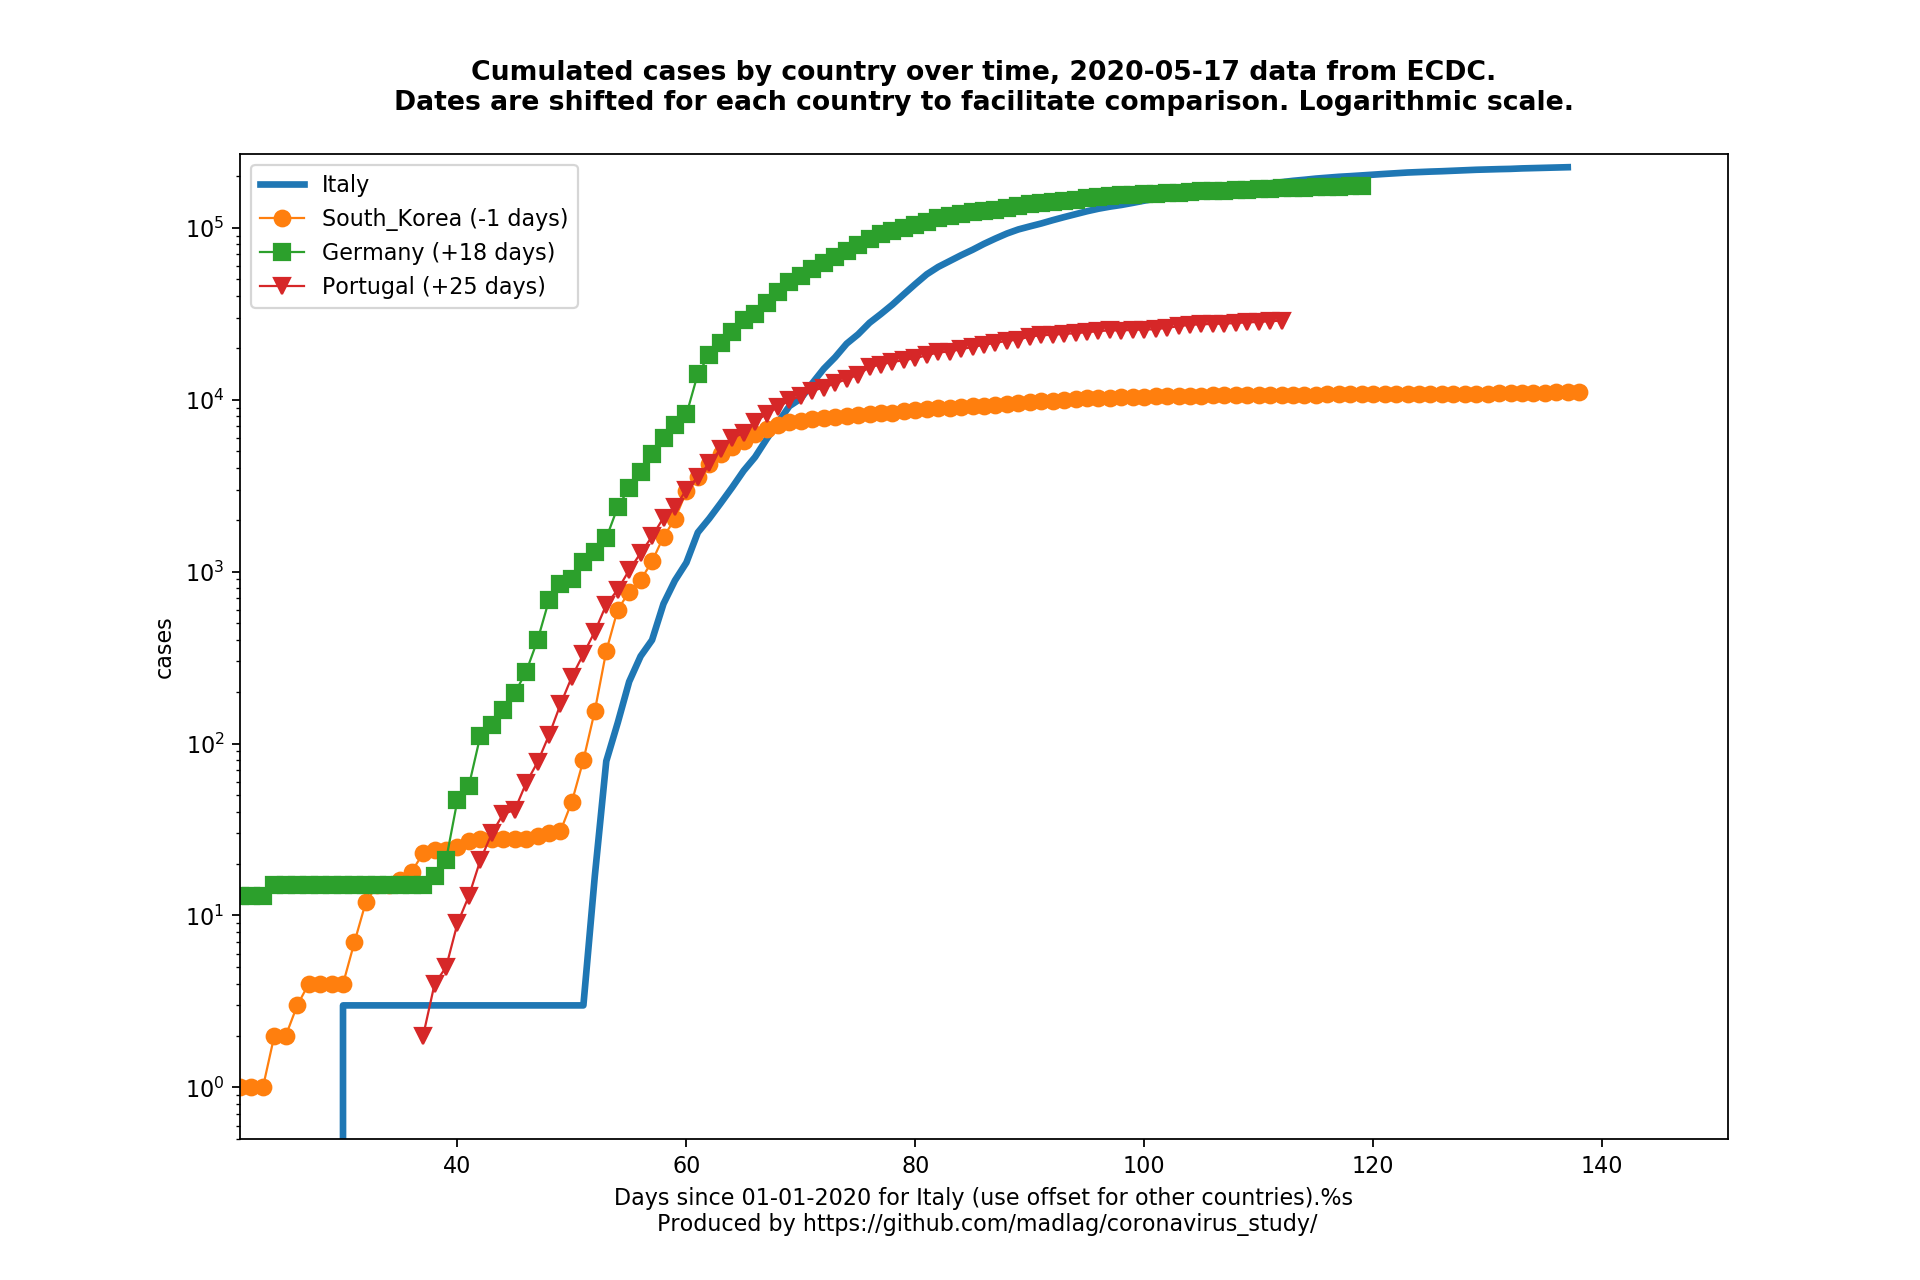 Cumulated cases by country over time, 2020-05-17 data from ECDC.
Dates are shifted for each country to facilitate comparison. Logarithmic scale.
Italy
South_Korea (-1 days)
Germany (+18 days)
Portugal (+25 days)
10^5
10^4
10^3
10^2
10^1
10^0
cases
40 60 80 100 120 140
Days since 01-01-2020 for Italy (use offset for other countries).%s
Produced by https://github.com/madlag/coronavirus_study/